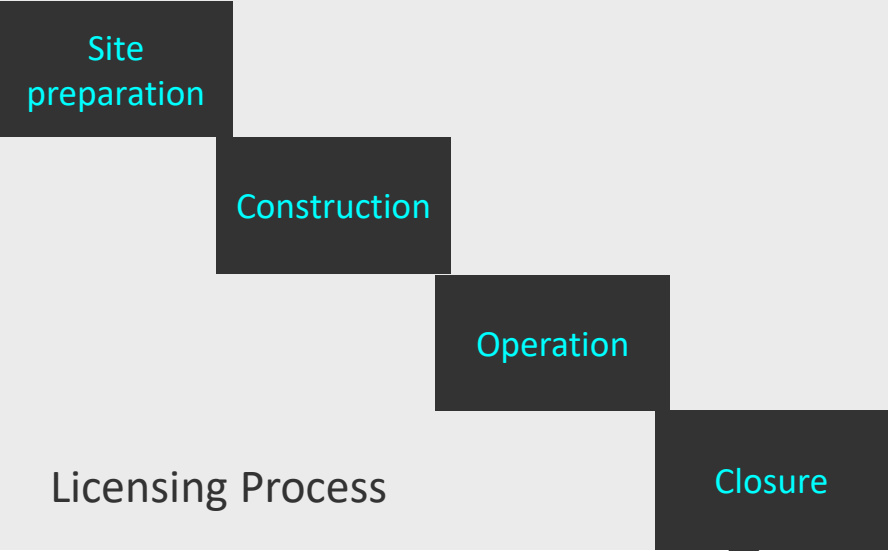 Site
preparation
Construction
Operation
Closure
Licensing Process